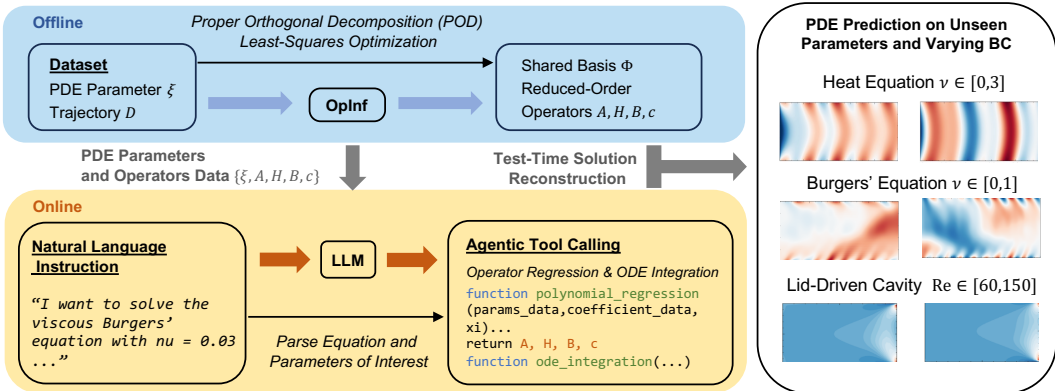 Offline
Proper Orthogonal Decomposition (POD)
Least-Squares Optimization
Dataset
PDE Parameter ξ
Trajectory D
OpInf
Shared Basis Φ
Reduced-Order
Operators A, H, B, c
PDE Parameters
and Operators Data {ξ, A, H, B, c}
Test-Time Solution
Reconstruction
Online
Natural Language
Instruction
“I want to solve the
viscous Burgers’
equation with nu = 0.03
...”
LLM
Parse Equation and
Parameters of Interest
Agentic Tool Calling
Operator Regression & ODE Integration
function polynomial_regression
(params_data,coefficient_data,
xi)...
return A, H, B, c
function ode_integration(...)
PDE Prediction on Unseen
Parameters and Varying BC
Heat Equation ν ∈ [0,3]
Burgers’ Equation ν ∈ [0,1]
Lid-Driven Cavity Re ∈ [60,150]